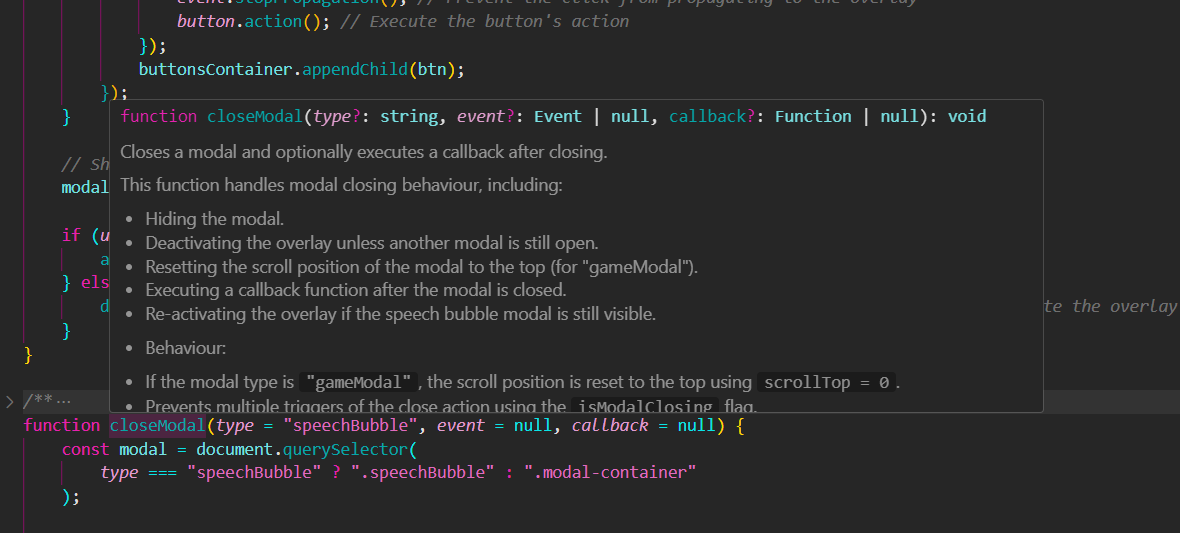 event.stopPropagation(); // Prevent the click from propagating to the overlay
button.action(); // Execute the button's action
});
buttonsContainer.appendChild(btn);
});
}
function closeModal(type?: string, event?: Event | null, callback?: Function | null): void
Closes a modal and optionally executes a callback after closing.
This function handles modal closing behaviour, including:
• Hiding the modal.
• Deactivating the overlay unless another modal is still open.
• Resetting the scroll position of the modal to the top (for "gameModal").
• Executing a callback function after the modal is closed.
• Re-activating the overlay if the speech bubble modal is still visible.
• Behaviour:
• If the modal type is "gameModal", the scroll position is reset to the top using scrollTop = 0.
• Prevents multiple triggers of the close action using the isModalClosing flag.
// Sh
modal
if (u
a
} els
d
te the overlay
}
}
/** ···
function closeModal(type = "speechBubble", event = null, callback = null) {
const modal = document.querySelector(
type === "speechBubble" ? ".speechBubble" : ".modal-container"
);